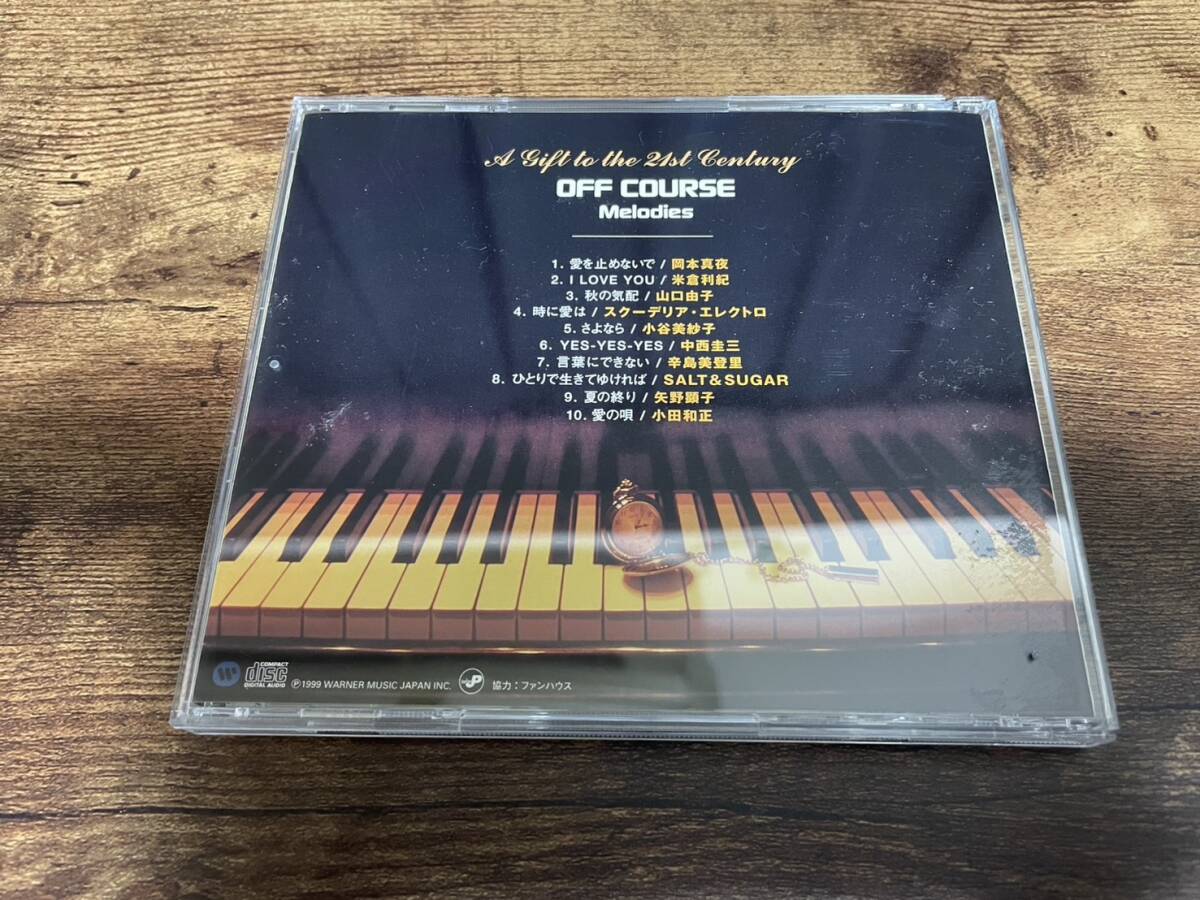 A Gift to the 21st Century
OFF COURSE
Melodies
1. 愛を止めないで / 岡本真夜
2. I LOVE YOU / 米倉利紀
3. 秋の気配 / 山口由子
4. 時に愛は / スクーデリア・エレクトロ
5. さよなら / 小谷美紗子
6. YES-YES-YES / 中西圭三
7. 言葉にできない / 辛島美登里
8. ひとりで生きてゆければ / SALT&SUGAR
9. 夏の終り / 矢野顕子
10. 愛の唄 / 小田和正
COMPACT
disc
DIGITAL AUDIO
℗1999 WARNER MUSIC JAPAN INC.
協力：ファンハウス